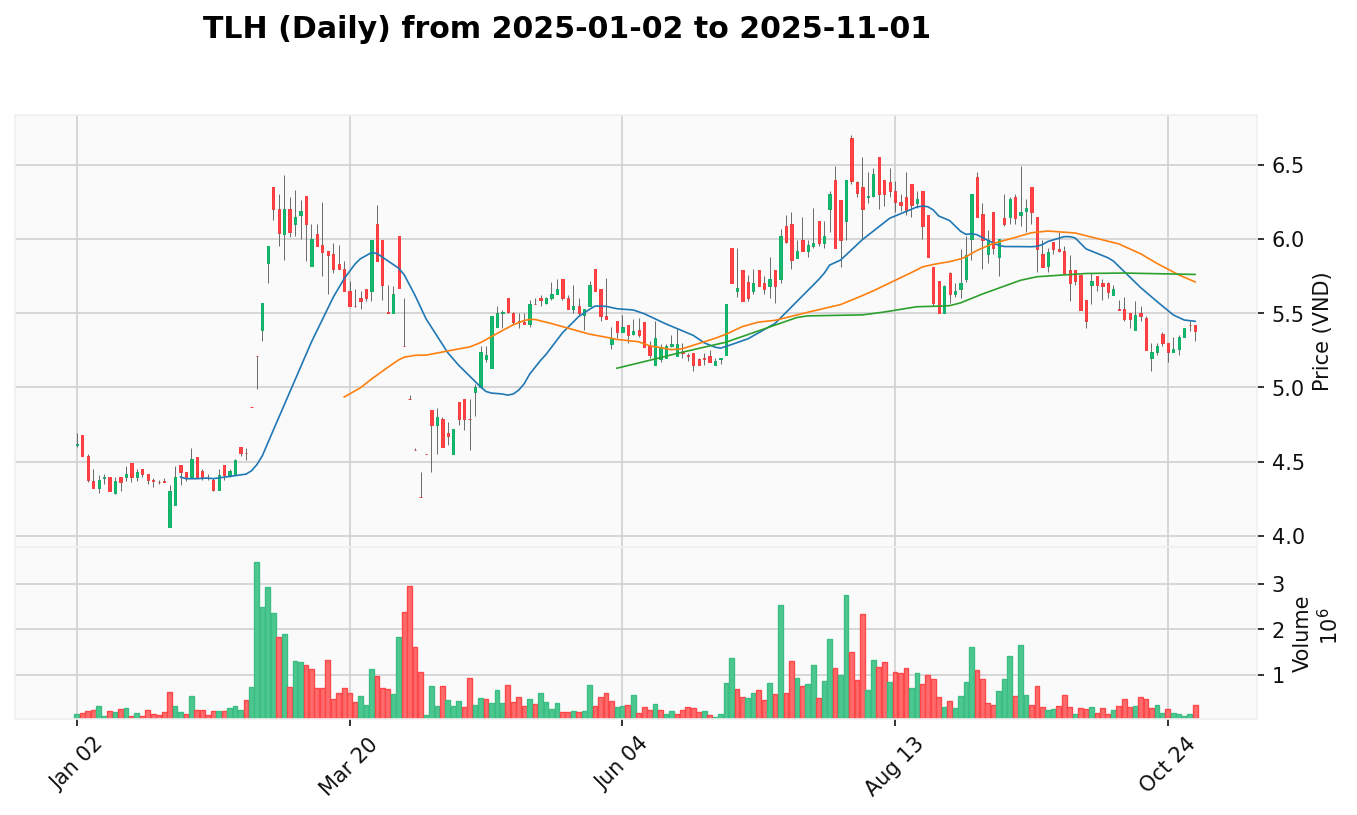 TLH (Daily) from 2025-01-02 to 2025-11-01
6.5
6.0
5.5
5.0
4.5
4.0
Price (VND)
3
2
1
Volume
10⁶
Jan 02
Mar 20
Jun 04
Aug 13
Oct 24